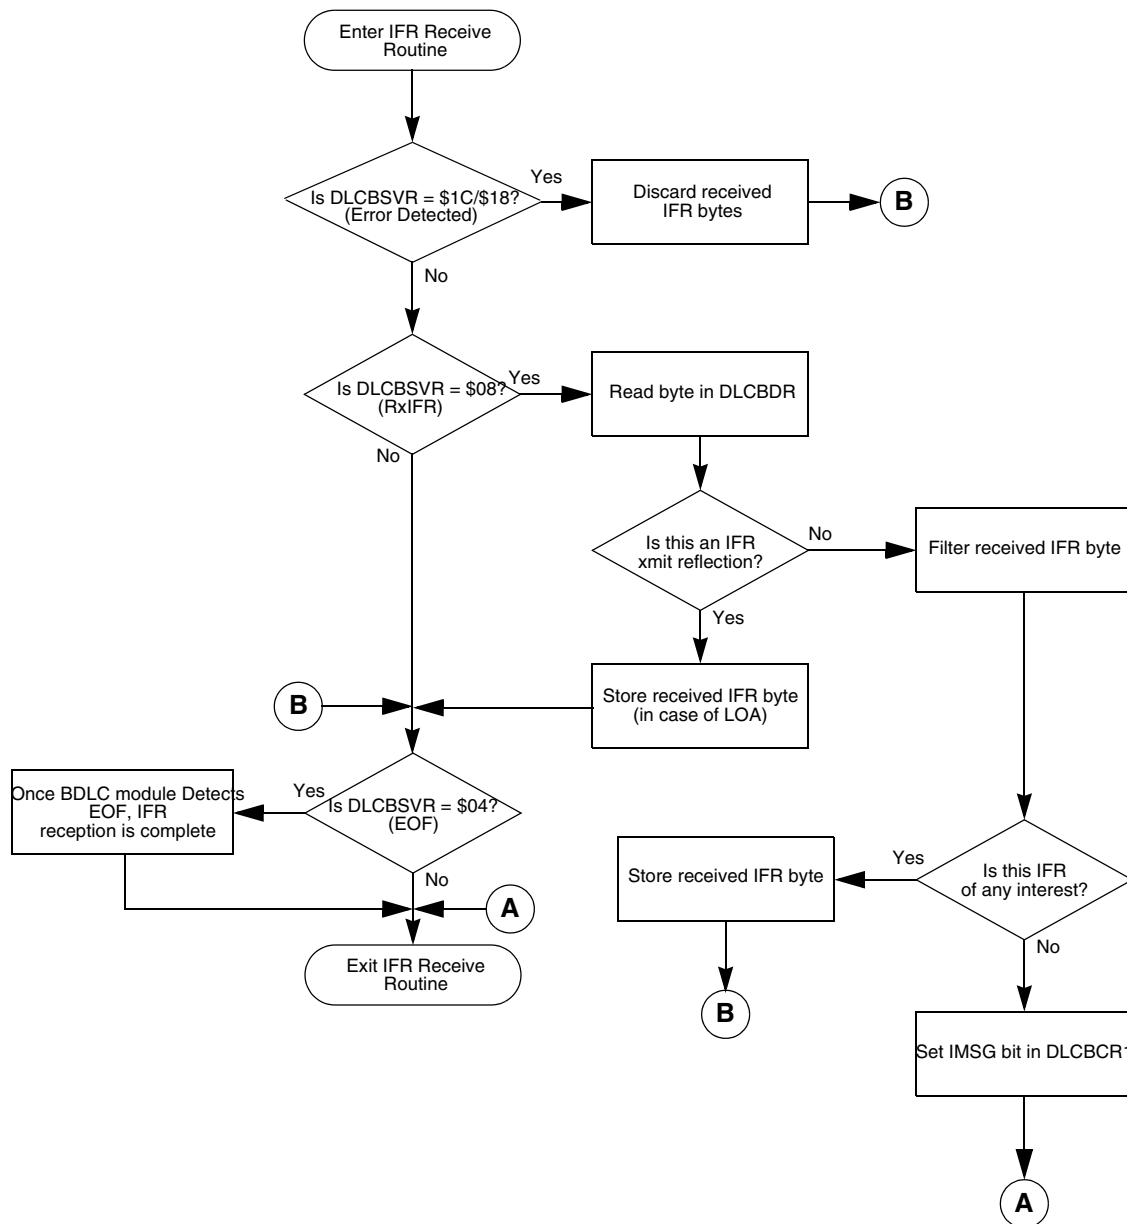 Enter IFR Receive
Routine
Is DLCBSVR = $1C/$18?
(Error Detected)
Yes
Discard received
IFR bytes
B
No
Is DLCBSVR = $08?
(RxIFR)
Yes
Read byte in DLCBDR
No
Is this an IFR
xmit reflection?
No
Filter received IFR byte
Yes
Store received IFR byte
(in case of LOA)
B
Is DLCBSVR = $04?
(EOF)
Yes
Once BDLC module Detects
EOF, IFR
reception is complete
No
A
Exit IFR Receive
Routine
Is this IFR
of any interest?
Yes
Store received IFR byte
B
No
Set IMSG bit in DLCBCR1
A